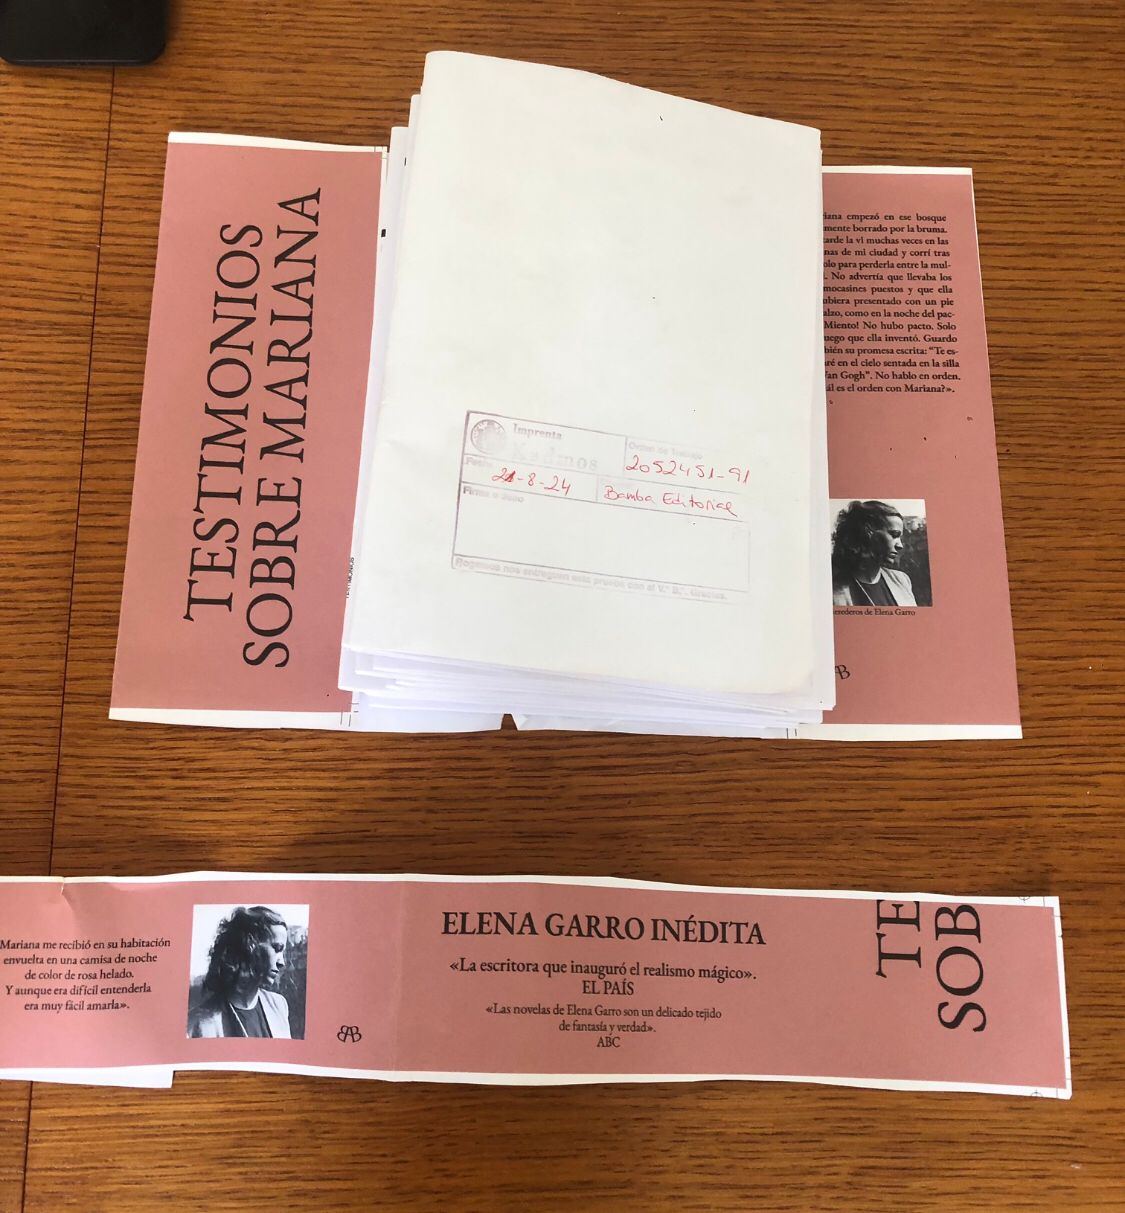 TESTIMONIOS
SOBRE MARIANA
Imprenta
Kadmos
Orden de Trabajo
2052451-91
Fecha
21-8-24
Bamba Editorial
Firma o sello
Rogamos nos entreguen esta prueba con el V.º B.º. Gracias.
TESTIMONIOS
iana empezó en ese bosque
mente borrado por la bruma.
tarde la vi muchas veces en las
nas de mi ciudad y corrí tras
olo para perderla entre la mul-
. No advertía que llevaba los
mocasines puestos y que ella
ubiera presentado con un pie
alzo, como en la noche del pac-
Miento! No hubo pacto. Solo
uego que ella inventó. Guardo
bién su promesa escrita: “Te es-
ré en el cielo sentada en la silla
Van Gogh”. No hablo en orden.
ál es el orden con Mariana?».
erederos de Elena Garro
Mariana me recibió en su habitación
envuelta en una camisa de noche
de color de rosa helado.
Y aunque era difícil entenderla
era muy fácil amarla».
ELENA GARRO INÉDITA
«La escritora que inauguró el realismo mágico».
EL PAÍS
«Las novelas de Elena Garro son un delicado tejido
de fantasía y verdad».
ABC
TE
SOB